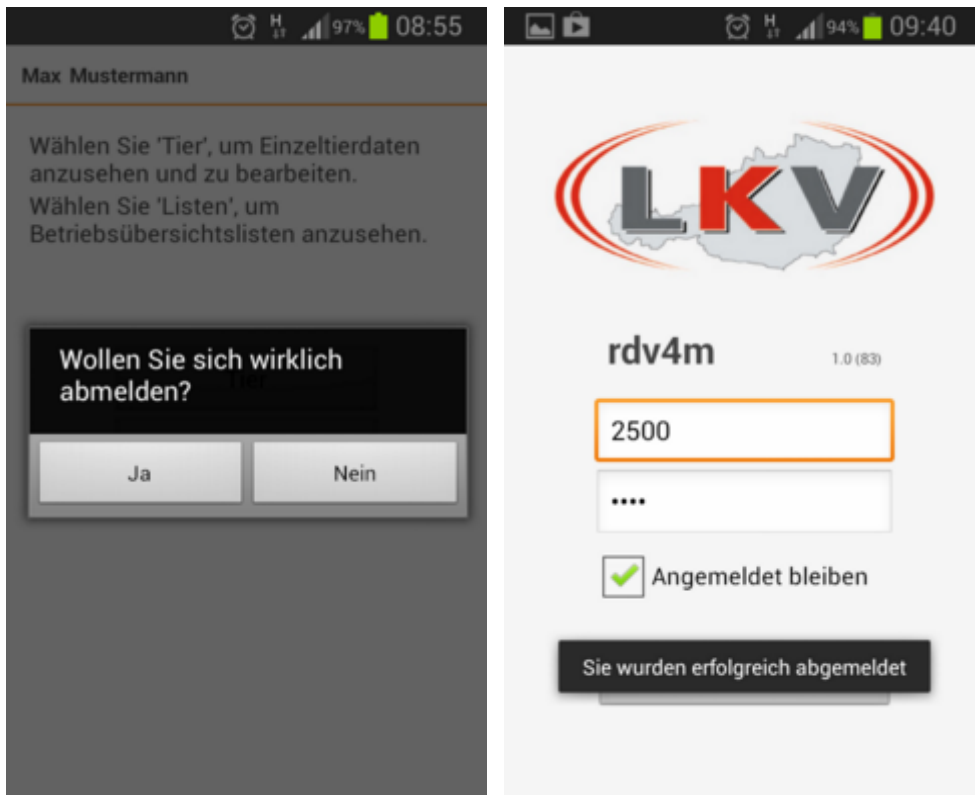 H
97%
08:55
Max Mustermann
Wählen Sie 'Tier', um Einzeltierdaten
anzusehen und zu bearbeiten.
Wählen Sie 'Listen', um
Betriebsübersichtslisten anzusehen.
Wollen Sie sich wirklich
abmelden?
Tier
Ja
Nein
H
94%
09:40
LKV
rdv4m
1.0 (83)
2500
••••
Angemeldet bleiben
Sie wurden erfolgreich abgemeldet